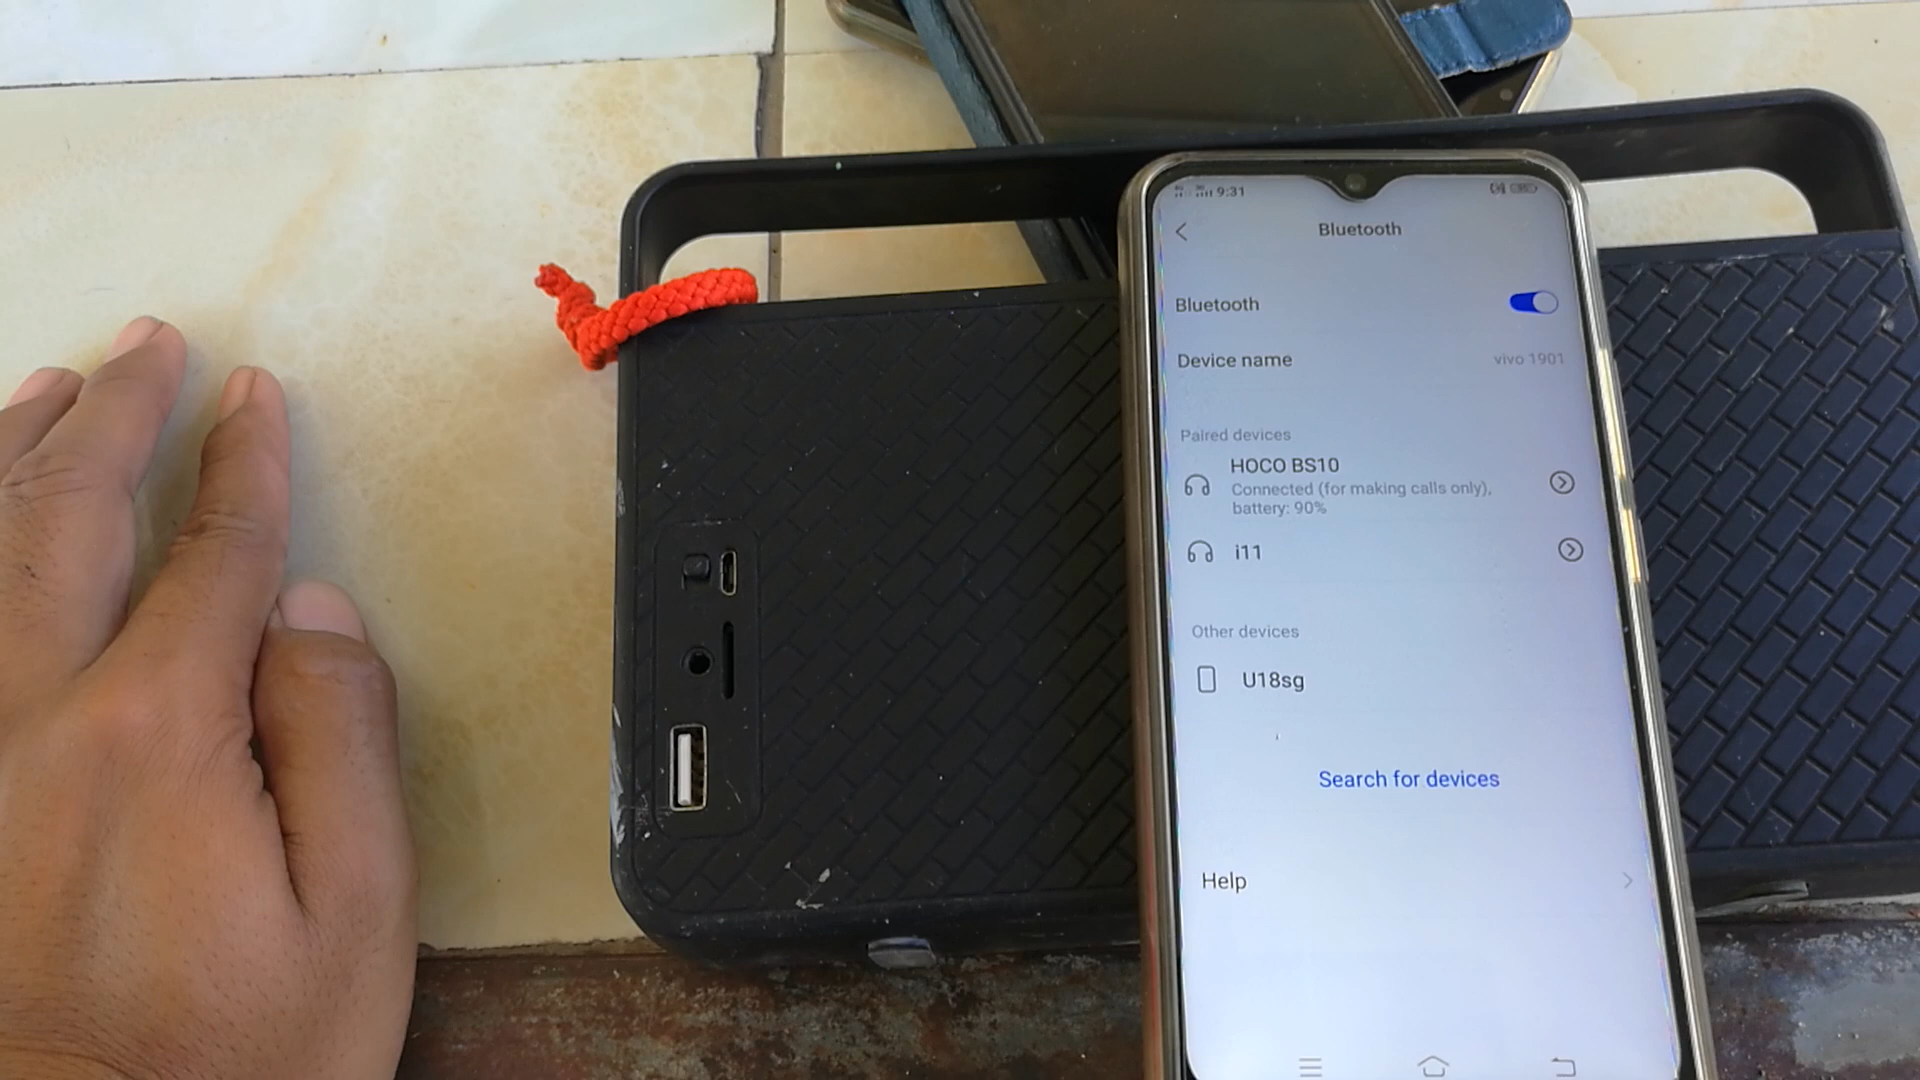 9:31
Bluetooth
Bluetooth
Device name
vivo 1901
Paired devices
HOCO BS10
Connected (for making calls only),
battery: 90%
i11
Other devices
U18sg
Search for devices
Help